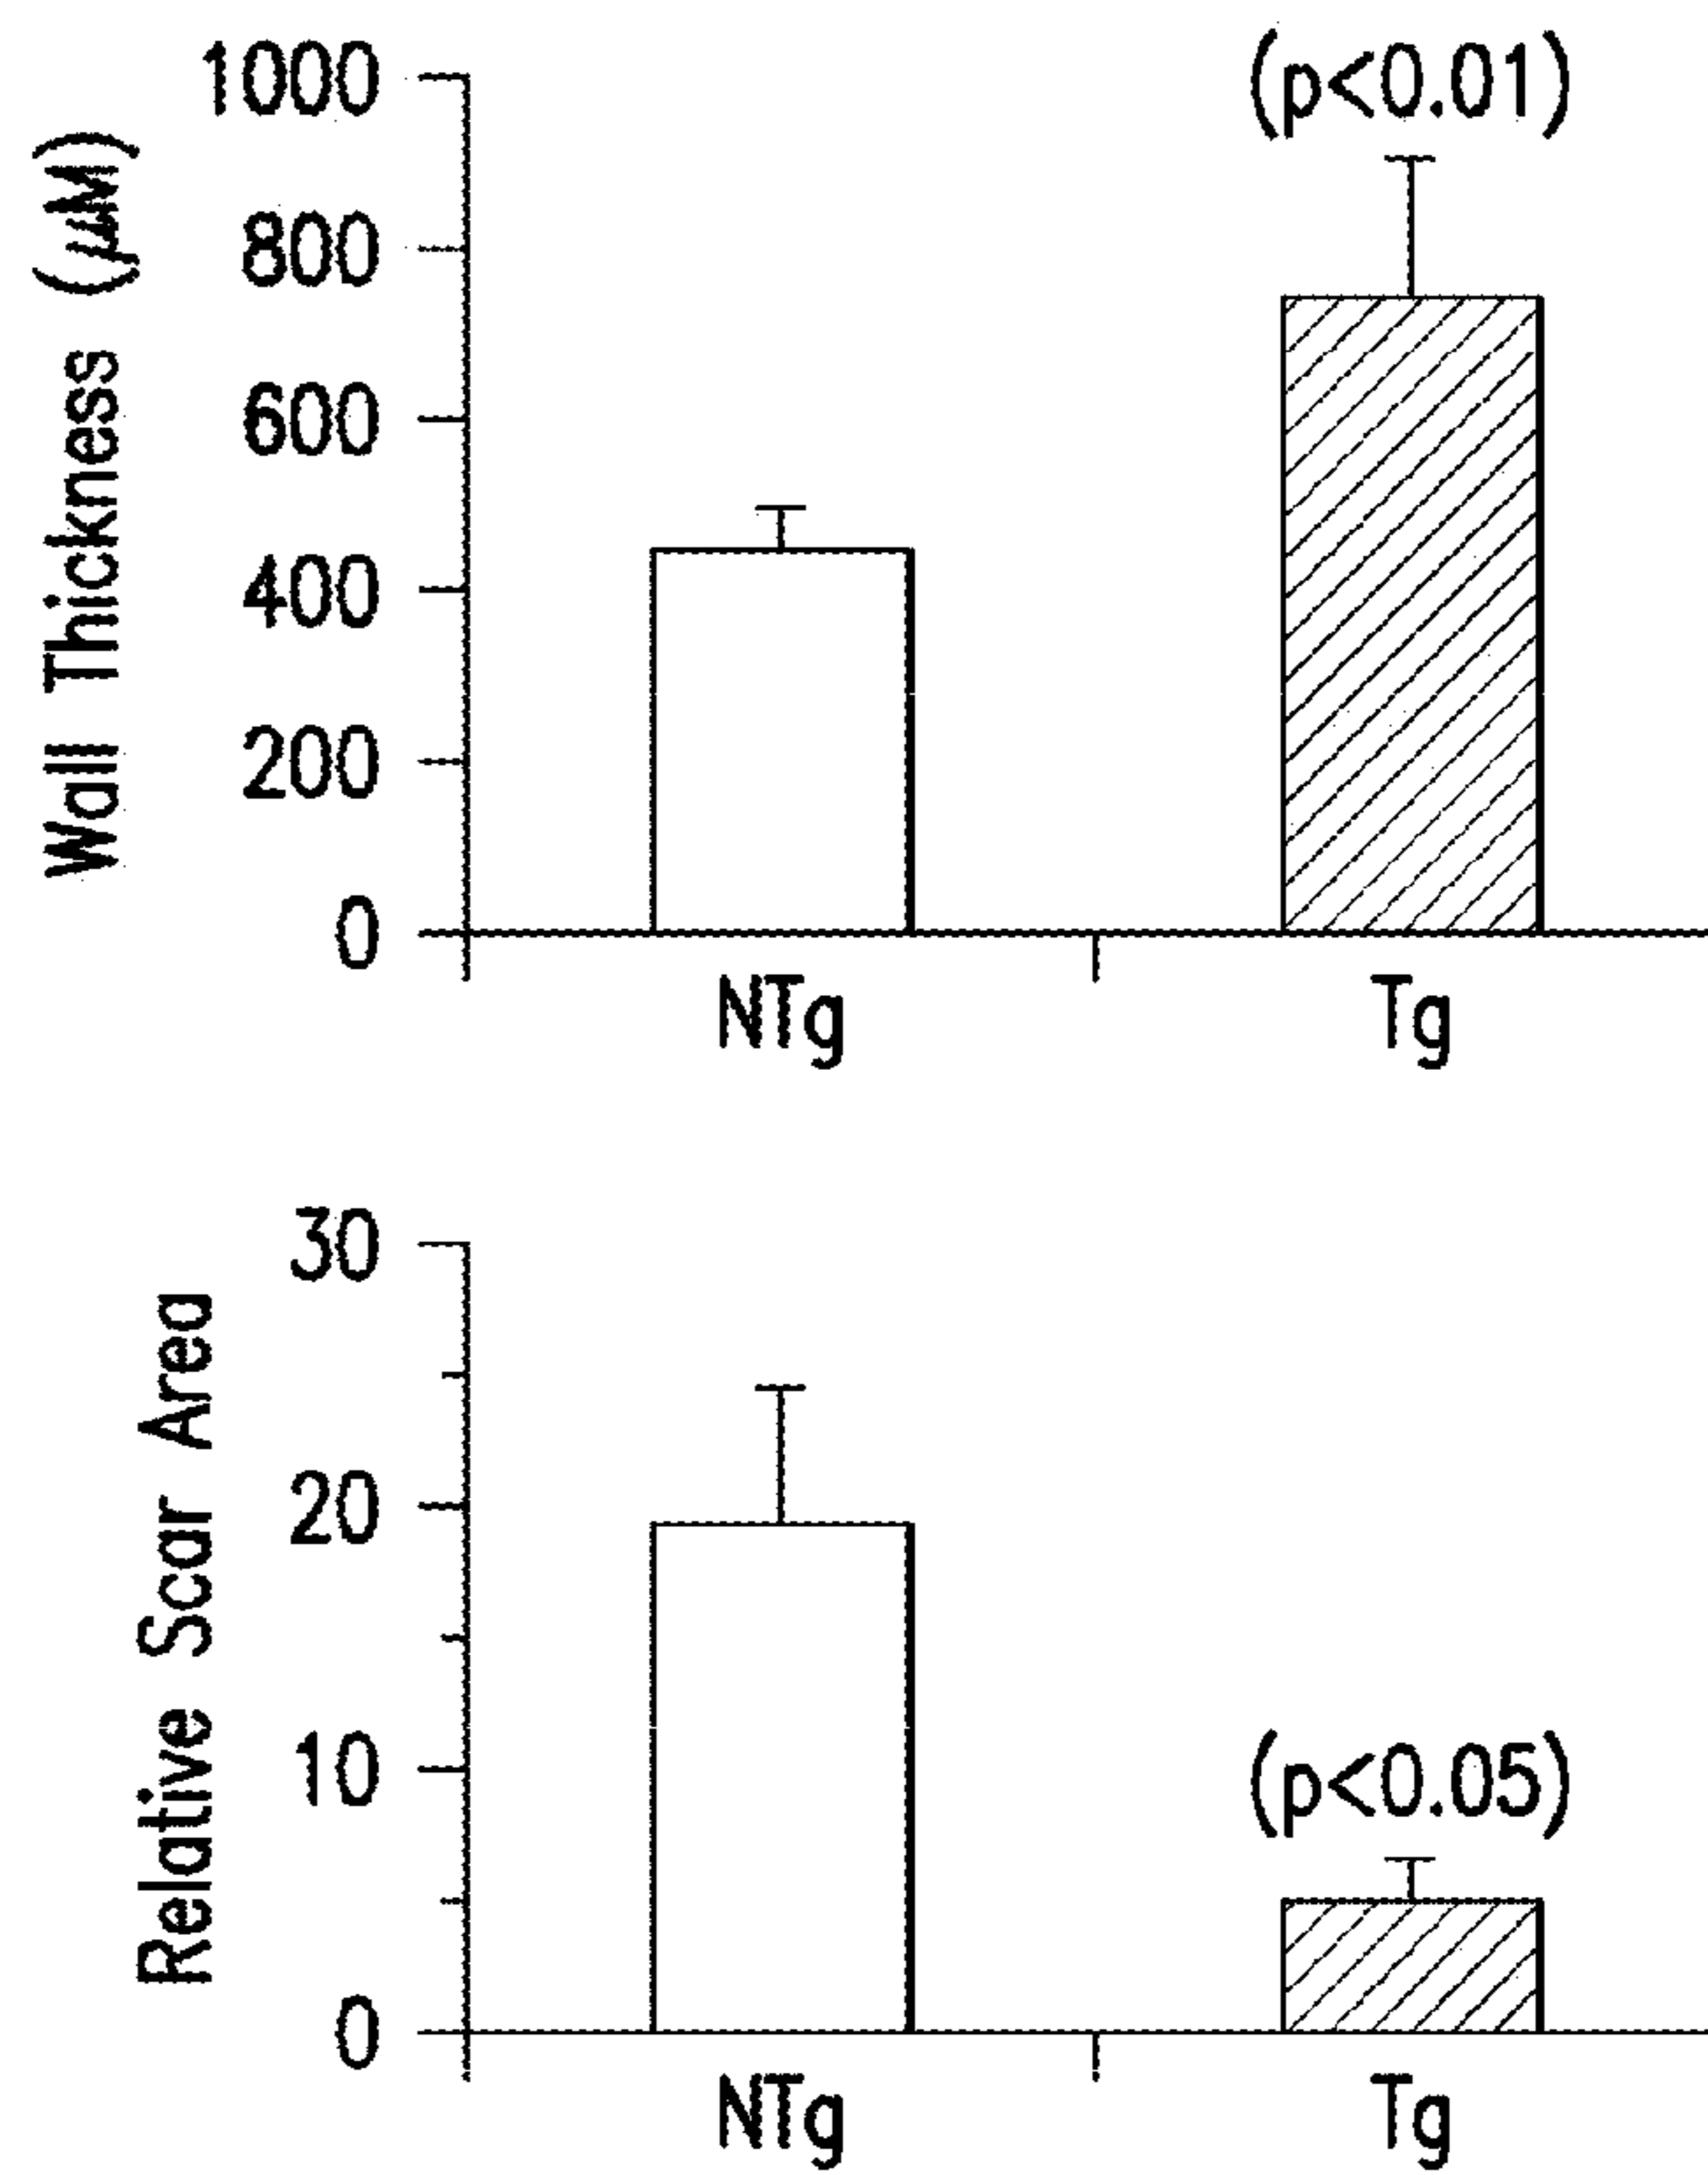 Wall Thickness (μM)
1000
800
600
400
200
0
(p<0.01)
NTg
Tg
Relative Scar Area
30
20
10
0
(p<0.05)
NTg
Tg